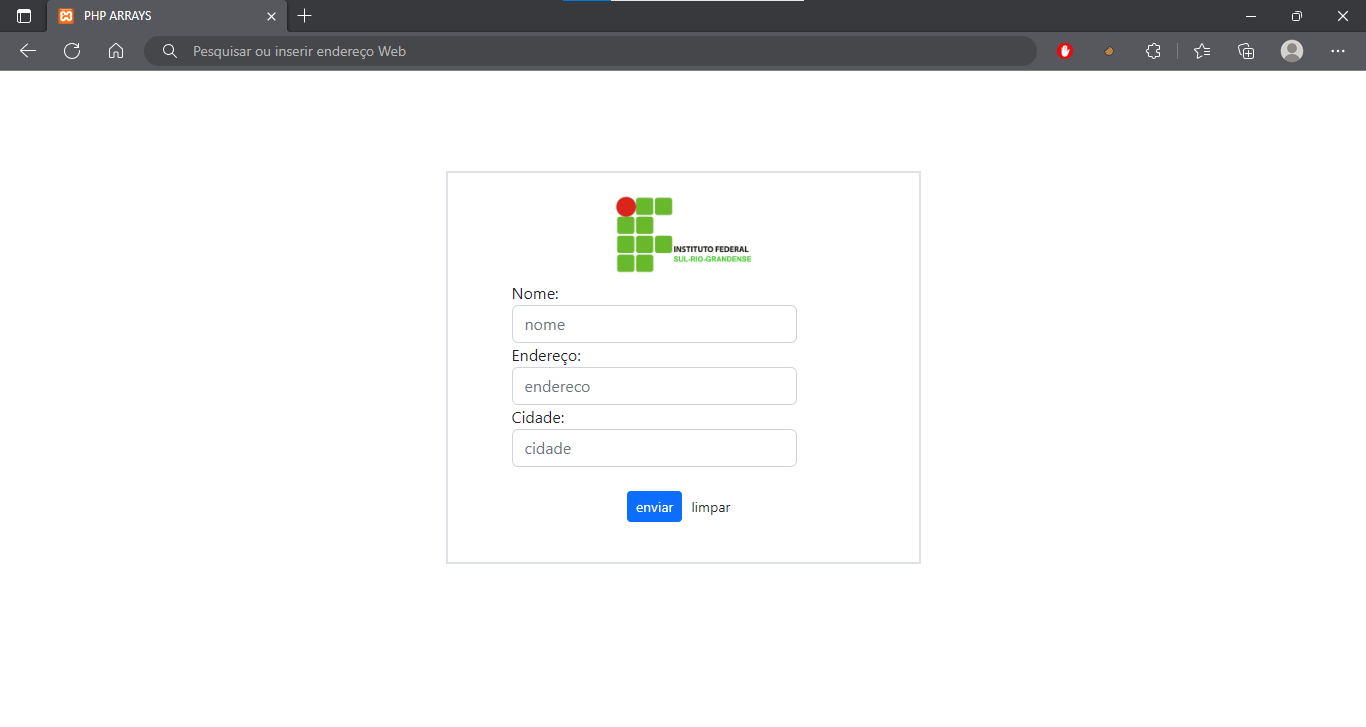 PHP ARRAYS
Pesquisar ou inserir endereço Web
INSTITUTO FEDERAL
SUL-RIO-GRANDENSE
Nome:
nome
Endereço:
endereco
Cidade:
cidade
enviar limpar